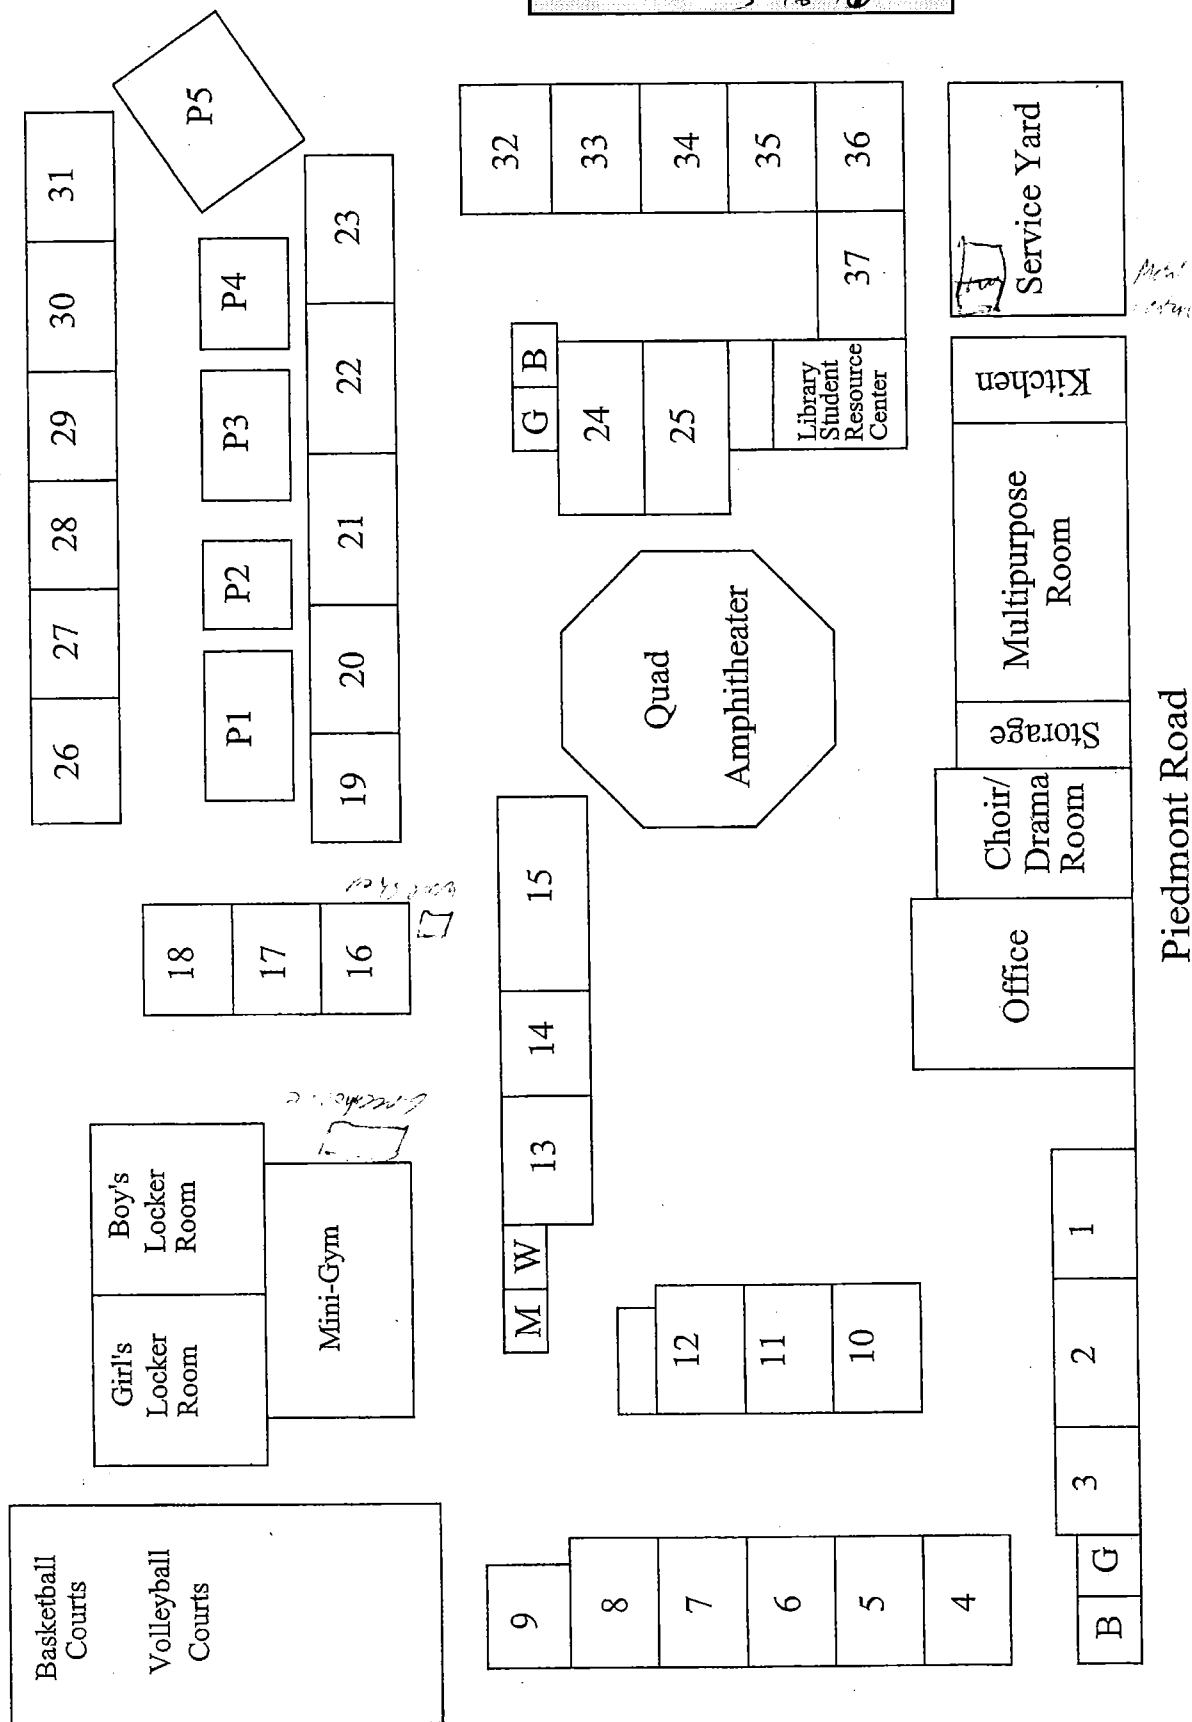 Basketball
Courts
Volleyball
Courts
Girl's
Locker
Room
Boy's
Locker
Room
Mini-Gym
Greenhouse
18
17
16
26
27
28
29
30
31
P1
P2
P3
P4
P5
19
20
21
22
23
9
8
7
6
5
4
M
W
13
14
15
12
11
10
Quad
Amphitheater
G
B
24
25
Library
Student
Resource
Center
32
33
34
35
36
37
B
G
3
2
1
Office
Choir/
Drama
Room
Storage
Multipurpose
Room
Kitchen
Service Yard
Piedmont Road